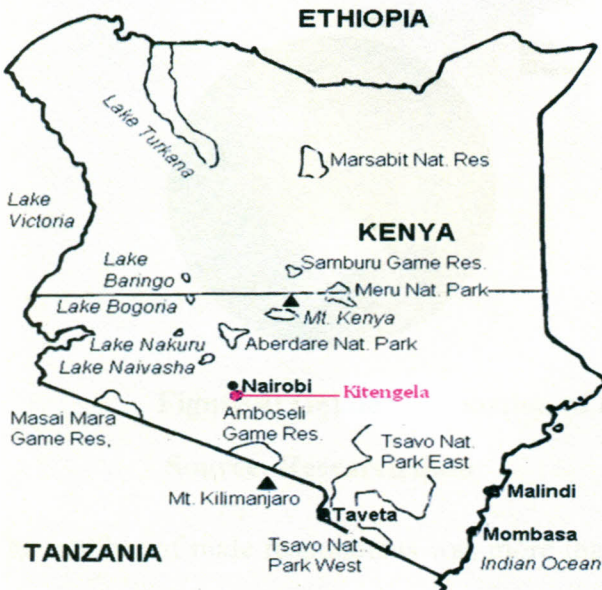 ETHIOPIA
Lake Turkana
Marsabit Nat. Res
Lake
Victoria
KENYA
Lake
Baringo
Samburu Game Res.
Meru Nat. Park
Lake Bogoria
Mt. Kenya
Lake Nakuru
Aberdare Nat. Park
Lake Naivasha
Nairobi
Kitengela
Masai Mara
Game Res,
Amboseli
Game Res.
Tsavo Nat.
Park East
Mt. Kilimanjaro
Malindi
Taveta
Mombasa
TANZANIA
Tsavo Nat
Park West
Indian Ocean